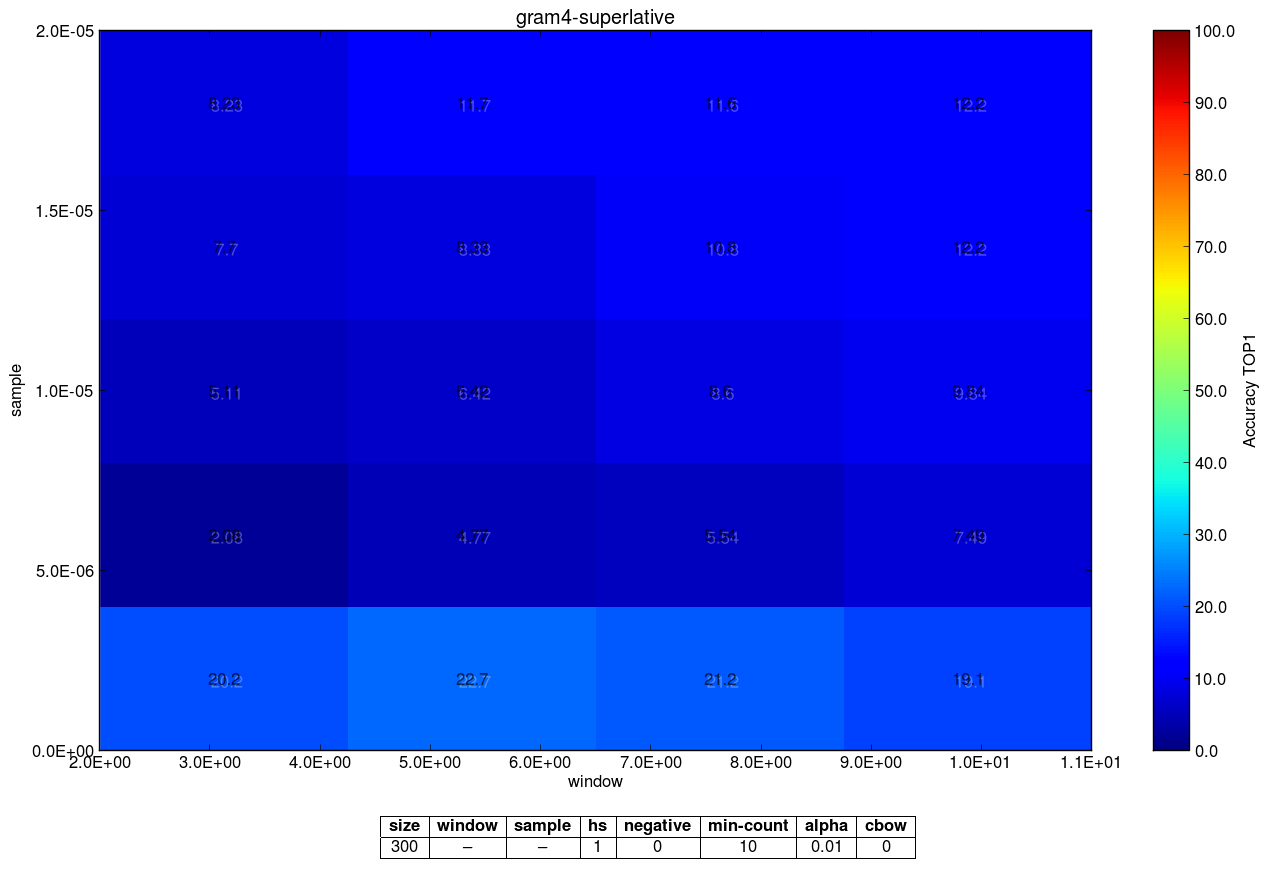 gram4-superlative
2.0E-05
100.0
8.23 11.7 11.6 12.2
90.0
80.0
1.5E-05
7.7 8.33 10.8 12.2
70.0
60.0
sample
1.0E-05
5.11 6.42 8.6 9.84
50.0
Accuracy TOP1
40.0
30.0
2.08 4.77 5.54 7.49
5.0E-06
20.0
20.2 22.7 21.2 19.1
10.0
0.0E+00
0.0
2.0E+00 3.0E+00 4.0E+00 5.0E+00 6.0E+00 7.0E+00 8.0E+00 9.0E+00 1.0E+01 1.1E+01
window
size window sample hs negative min-count alpha cbow
300 – – 1 0 10 0.01 0